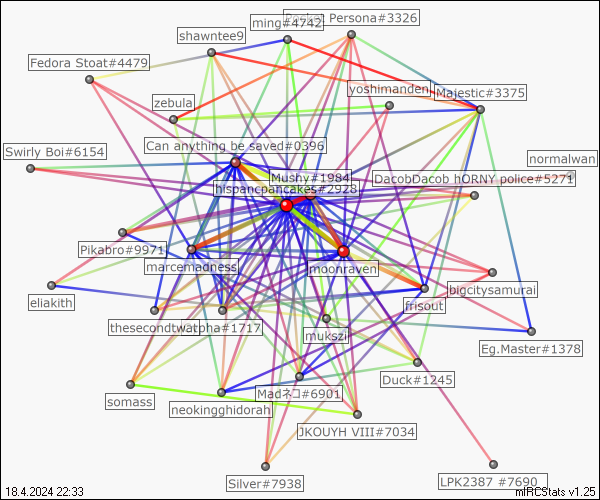 ming#4742
Pocket Persona#3326
shawntee9
Fedora Stoat#4479
yoshimanden
Majestic#3375
zebula
Can anything be saved#0396
Swirly Boi#6154
normalwan
Mushy#1984
DacobDacob hORNY police#5271
hispancpancakes#2928
Pikabro#9971
marcemadness
moonraven
eliakith
bigcitysamurai
frisout
thesecondtwat
pha#1717
mukszi
Eg.Master#1378
Duck#1245
Madネコ#6901
somass
neokingghidorah
JKOUYH VIII#7034
Silver#7938
LPK2387 #7690
18.4.2024 22:33
mIRCStats v1.25